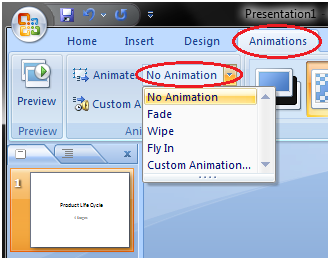 Presentation1
Home Insert Design Animations
Animate No Animation
No Animation
Fade
Wipe
Fly In
Custom Animation...
Preview
Custom A
Preview
Ani
1
Product Life Cycle